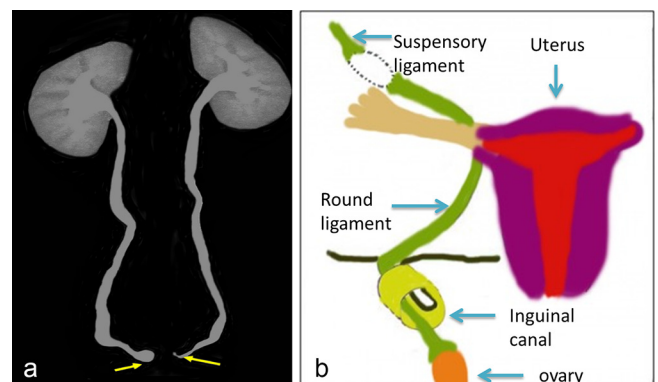 a
Suspensory
ligament
Uterus
Round
ligament
Inguinal
canal
ovary
b